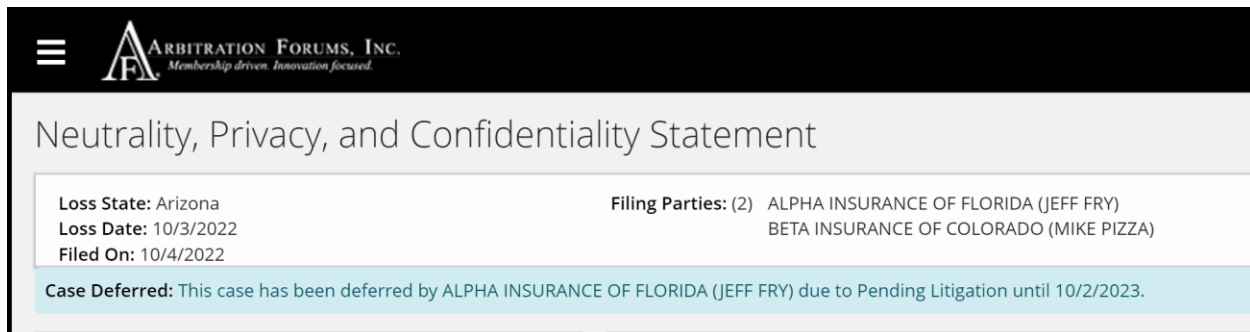 ARBITRATION FORUMS, INC.
Membership driven. Innovation focused.
Neutrality, Privacy, and Confidentiality Statement
Loss State: Arizona
Filing Parties: (2) ALPHA INSURANCE OF FLORIDA (JEFF FRY)
Loss Date: 10/3/2022
BETA INSURANCE OF COLORADO (MIKE PIZZA)
Filed On: 10/4/2022
Case Deferred: This case has been deferred by ALPHA INSURANCE OF FLORIDA (JEFF FRY) due to Pending Litigation until 10/2/2023.